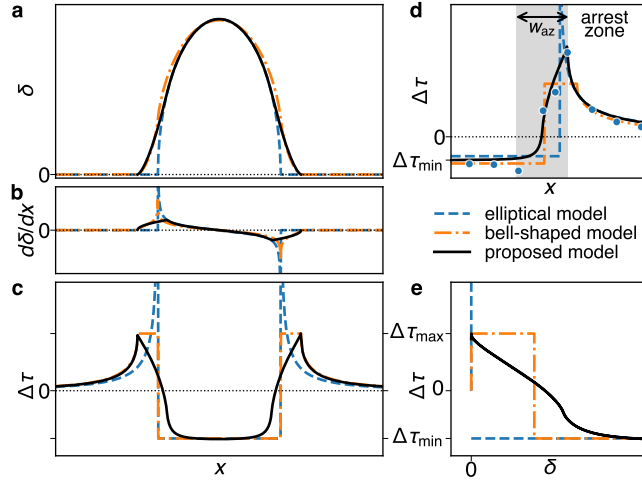 a
δ
0
b
dδ/dx
0
c
Δτ
0
x
d
w_az
arrest
zone
Δτ
0
Δτ_min
x
elliptical model
bell-shaped model
proposed model
e
Δτ_max
Δτ 0
Δτ_min
0
δ